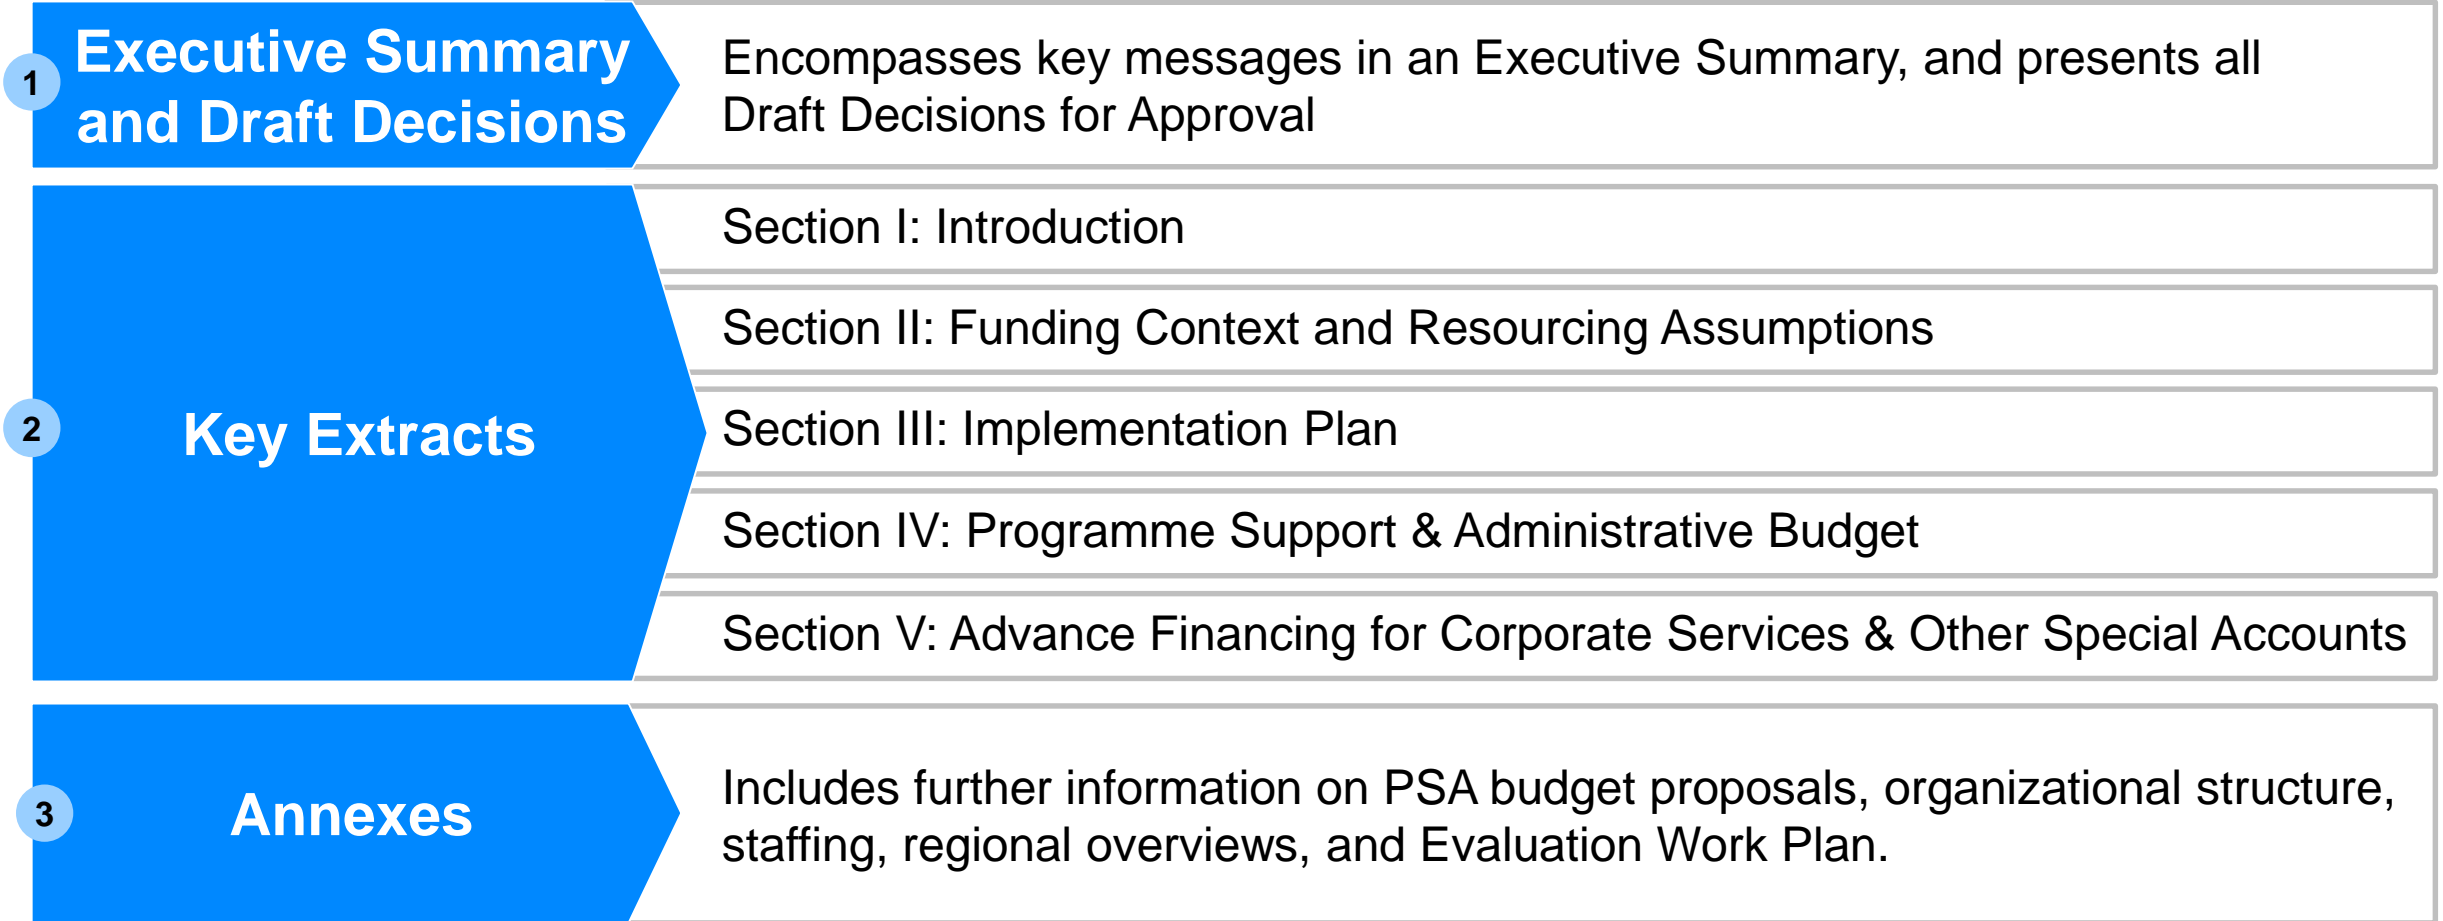 1
Executive Summary
and Draft Decisions
Encompasses key messages in an Executive Summary, and presents all
Draft Decisions for Approval
2
Key Extracts
Section I: Introduction
Section II: Funding Context and Resourcing Assumptions
Section III: Implementation Plan
Section IV: Programme Support & Administrative Budget
Section V: Advance Financing for Corporate Services & Other Special Accounts
3
Annexes
Includes further information on PSA budget proposals, organizational structure,
staffing, regional overviews, and Evaluation Work Plan.